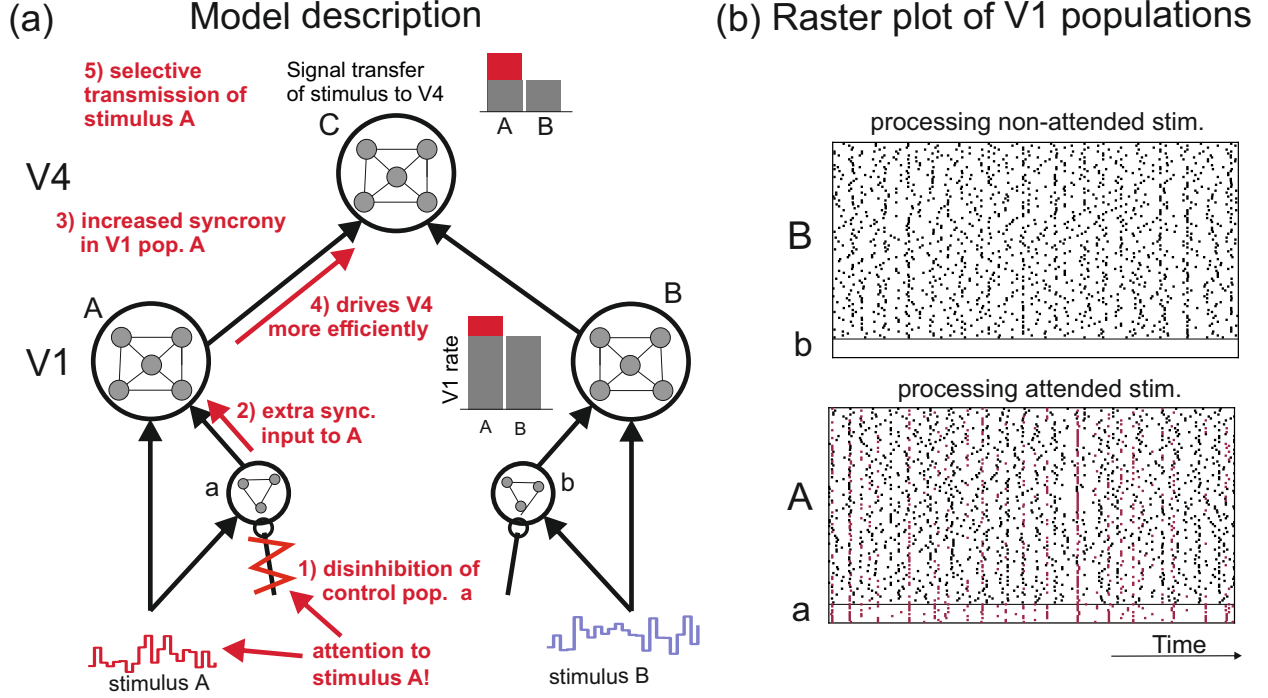 (a) Model description
5) selective
transmission of
stimulus A
Signal transfer
of stimulus to V4
C
A B
V4
3) increased syncrony
in V1 pop. A
A
B
4) drives V4
more efficiently
V1
V1 rate
A B
2) extra sync.
input to A
a
b
1) disinhibition of
control pop. a
attention to
stimulus A!
stimulus A
stimulus B
(b) Raster plot of V1 populations
processing non-attended stim.
B
b
processing attended stim.
A
a
Time